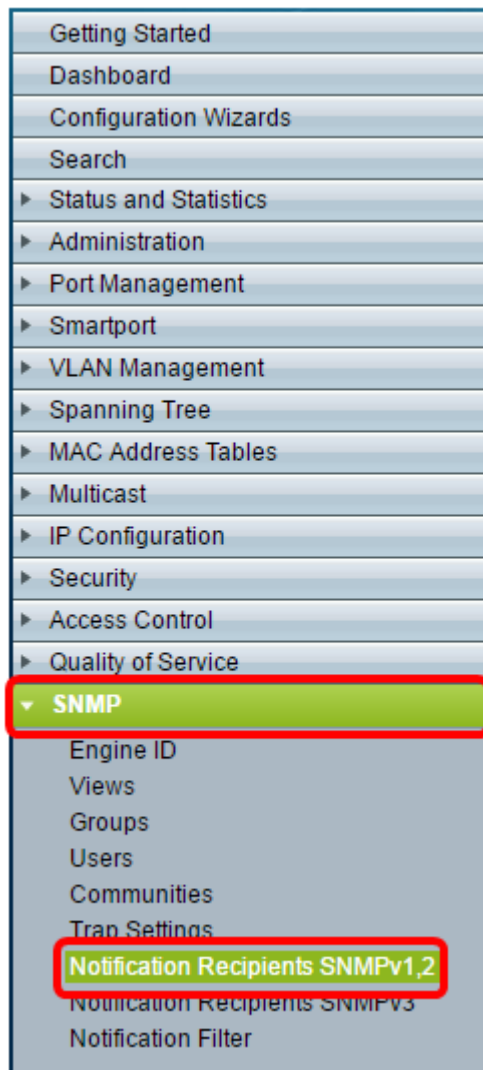 Getting Started
Dashboard
Configuration Wizards
Search
Status and Statistics
Administration
Port Management
Smartport
VLAN Management
Spanning Tree
MAC Address Tables
Multicast
IP Configuration
Security
Access Control
Quality of Service
SNMP
Engine ID
Views
Groups
Users
Communities
Trap Settings
Notification Recipients SNMPv1,2
Notification Recipients SNMPv3
Notification Filter